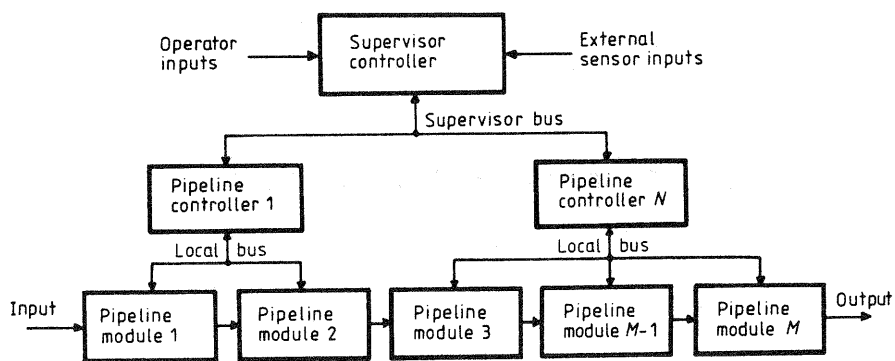 Operator
inputs
Supervisor
controller
External
sensor inputs
Supervisor bus
Pipeline
controller 1
Pipeline
controller N
Local bus
Local bus
Input
Pipeline
module 1
Pipeline
module 2
Pipeline
module 3
Pipeline
module M-1
Pipeline
module M
Output